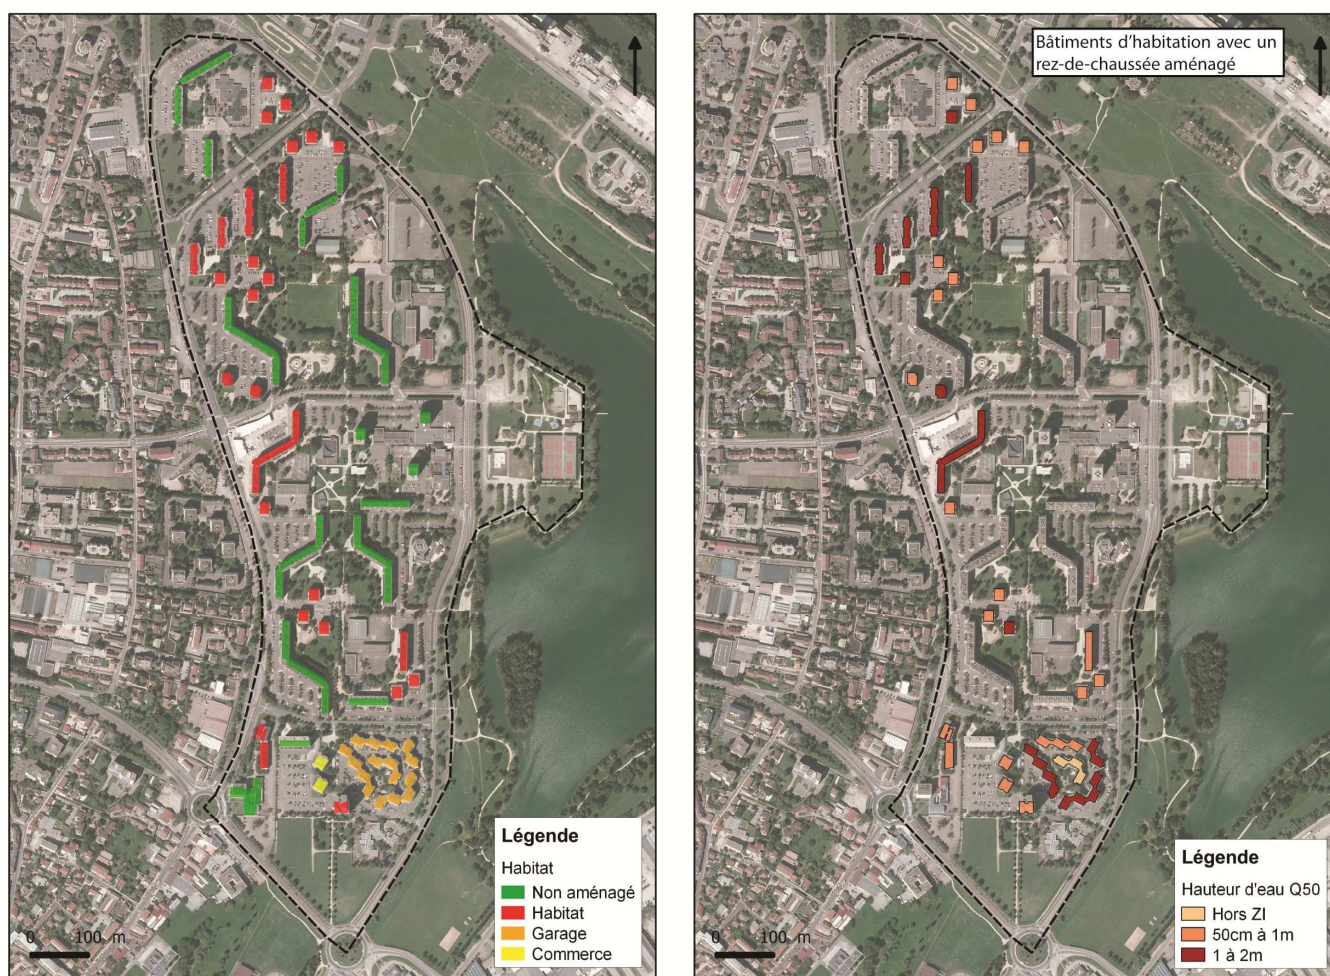 Légende
Habitat
Non aménagé
Habitat
Garage
Commerce
0 100 m
Bâtiments d'habitation avec un
rez-de-chaussée aménagé
Légende
Hauteur d'eau Q50
Hors ZI
50cm à 1m
1 à 2m
0 100 m